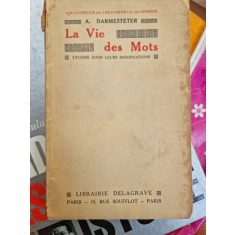 A. DARMESTETER
La Vie
des Mots
ÉTUDIÉE DANS LEURS SIGNIFICATIONS
LIBRAIRIE DELAGRAVE
PARIS — 15, RUE SOUFFLOT — PARIS